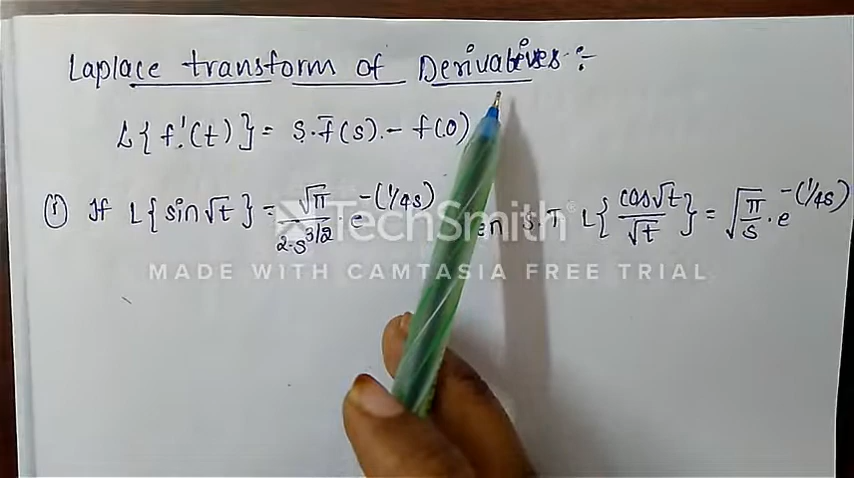 Laplace transform of Derivatives :-
L{f'(t)} = s.f̄(s) - f(0)
(1) If L{sin√t} = √π/2.s^3/2 . e^-(1/4s) en S.T L{cos√t/√t} = √π/s . e^-(1/4s)
TechSmith®
MADE WITH CAMTASIA FREE TRIAL